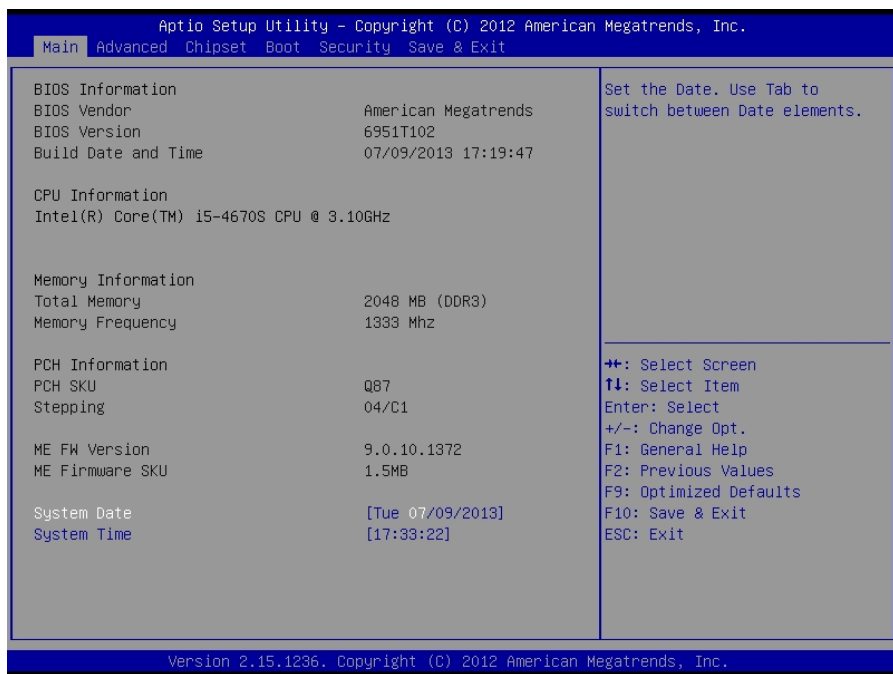 Aptio Setup Utility – Copyright (C) 2012 American Megatrends, Inc.
Main Advanced Chipset Boot Security Save & Exit
BIOS Information
BIOS Vendor American Megatrends
BIOS Version 6951T102
Build Date and Time 07/09/2013 17:19:47
CPU Information
Intel(R) Core(TM) i5-4670S CPU @ 3.10GHz
Memory Information
Total Memory 2048 MB (DDR3)
Memory Frequency 1333 Mhz
PCH Information
PCH SKU Q87
Stepping 04/C1
ME FW Version 9.0.10.1372
ME Firmware SKU 1.5MB
System Date [Tue 07/09/2013]
System Time [17:33:22]
Set the Date. Use Tab to
switch between Date elements.
→←: Select Screen
↑↓: Select Item
Enter: Select
+/-: Change Opt.
F1: General Help
F2: Previous Values
F9: Optimized Defaults
F10: Save & Exit
ESC: Exit
Version 2.15.1236. Copyright (C) 2012 American Megatrends, Inc.